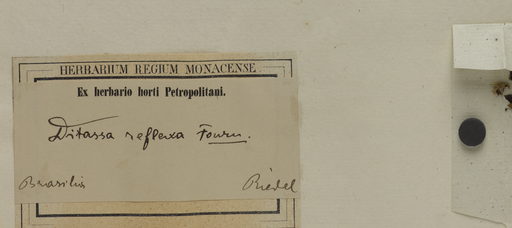 HERBARIUM REGIUM MONACENSE
Ex herbario horti Petropolitani.
Ditassa reflexa Fourn.
Brasilia Riedel